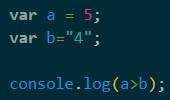 var a = 5;
var b="4";
console.log(a>b);